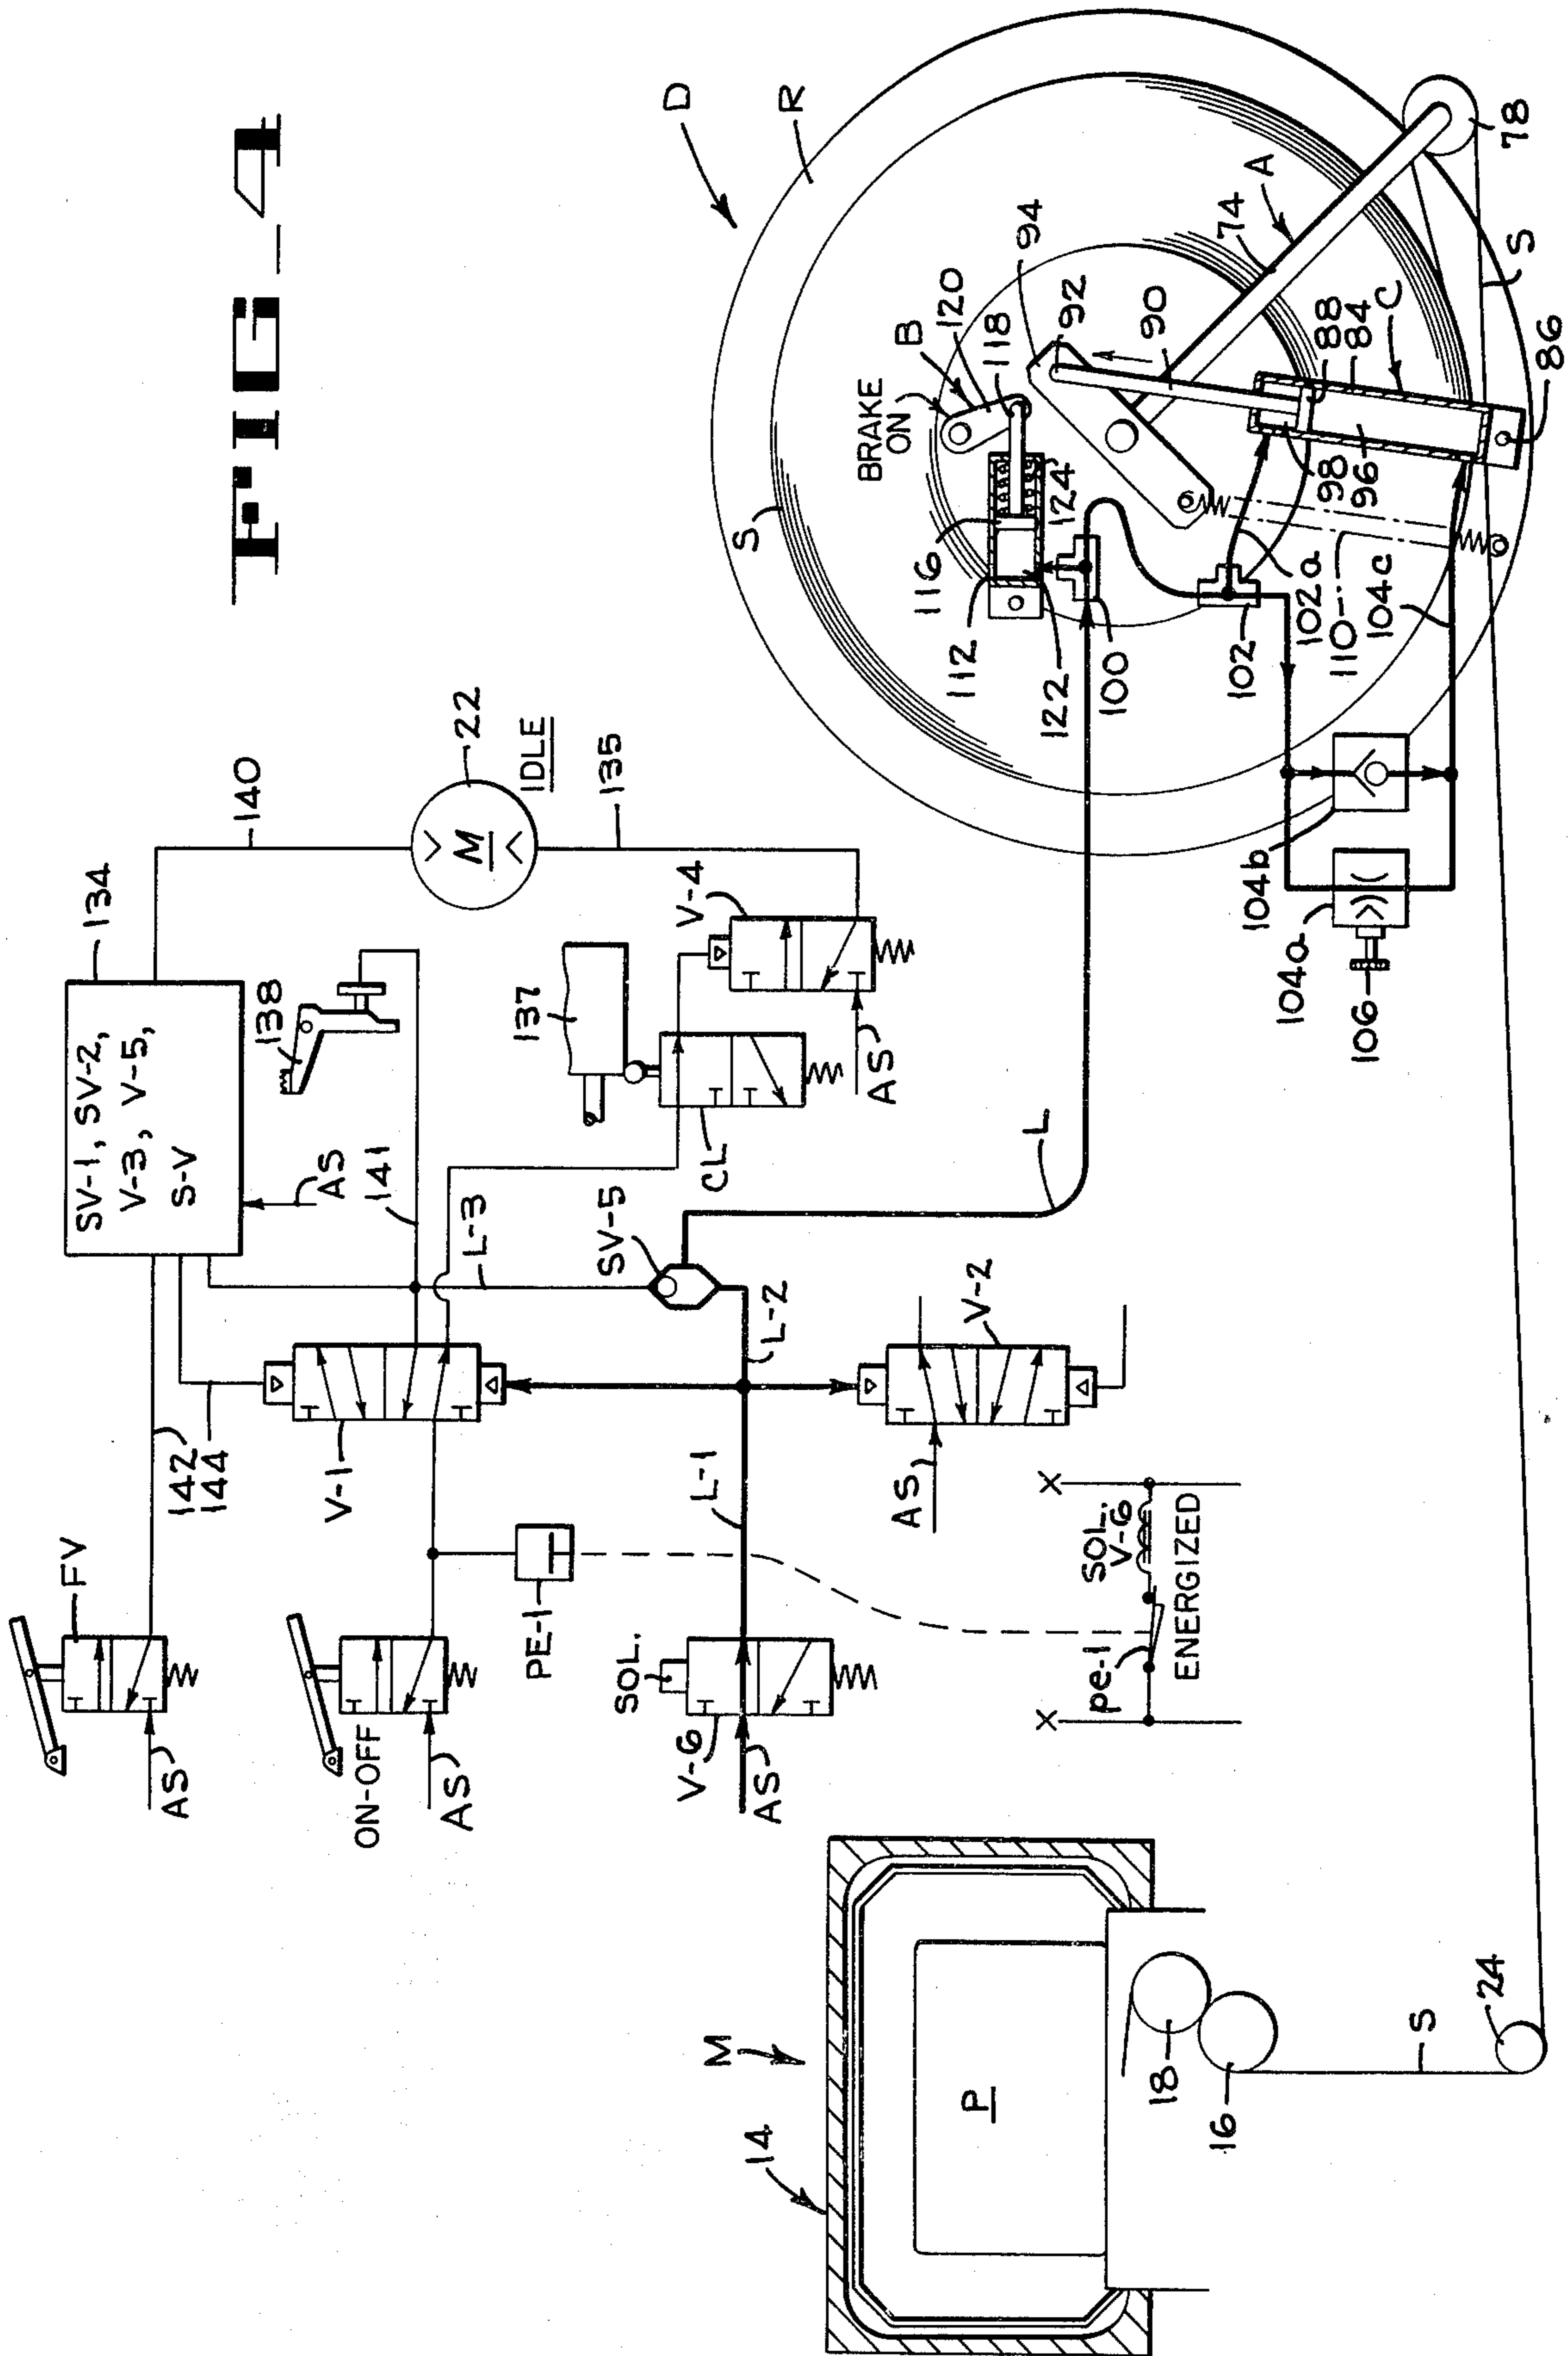 FIG_4
D
R
S
134
SV-1, SV-2,
V-3, V-5,
S-V
140
22
M
IDLE
135
138
AS
141
137
V-4
CL
AS
L-3
SV-5
L
FV
142
144
AS
V-1
ON-OFF
AS
PE-1
SOL.
V-6
AS
L-1
L-2
V-2
AS
X
X
SOL.
V-6
pe-1
ENERGIZED
BRAKE
ON
B
120
118
94
92
90
74
A
78
116
112
124
122
100
102
102a
110
104c
98
96
88
84
C
S
86
104b
104a
106
14
M
P
18
16
S
24